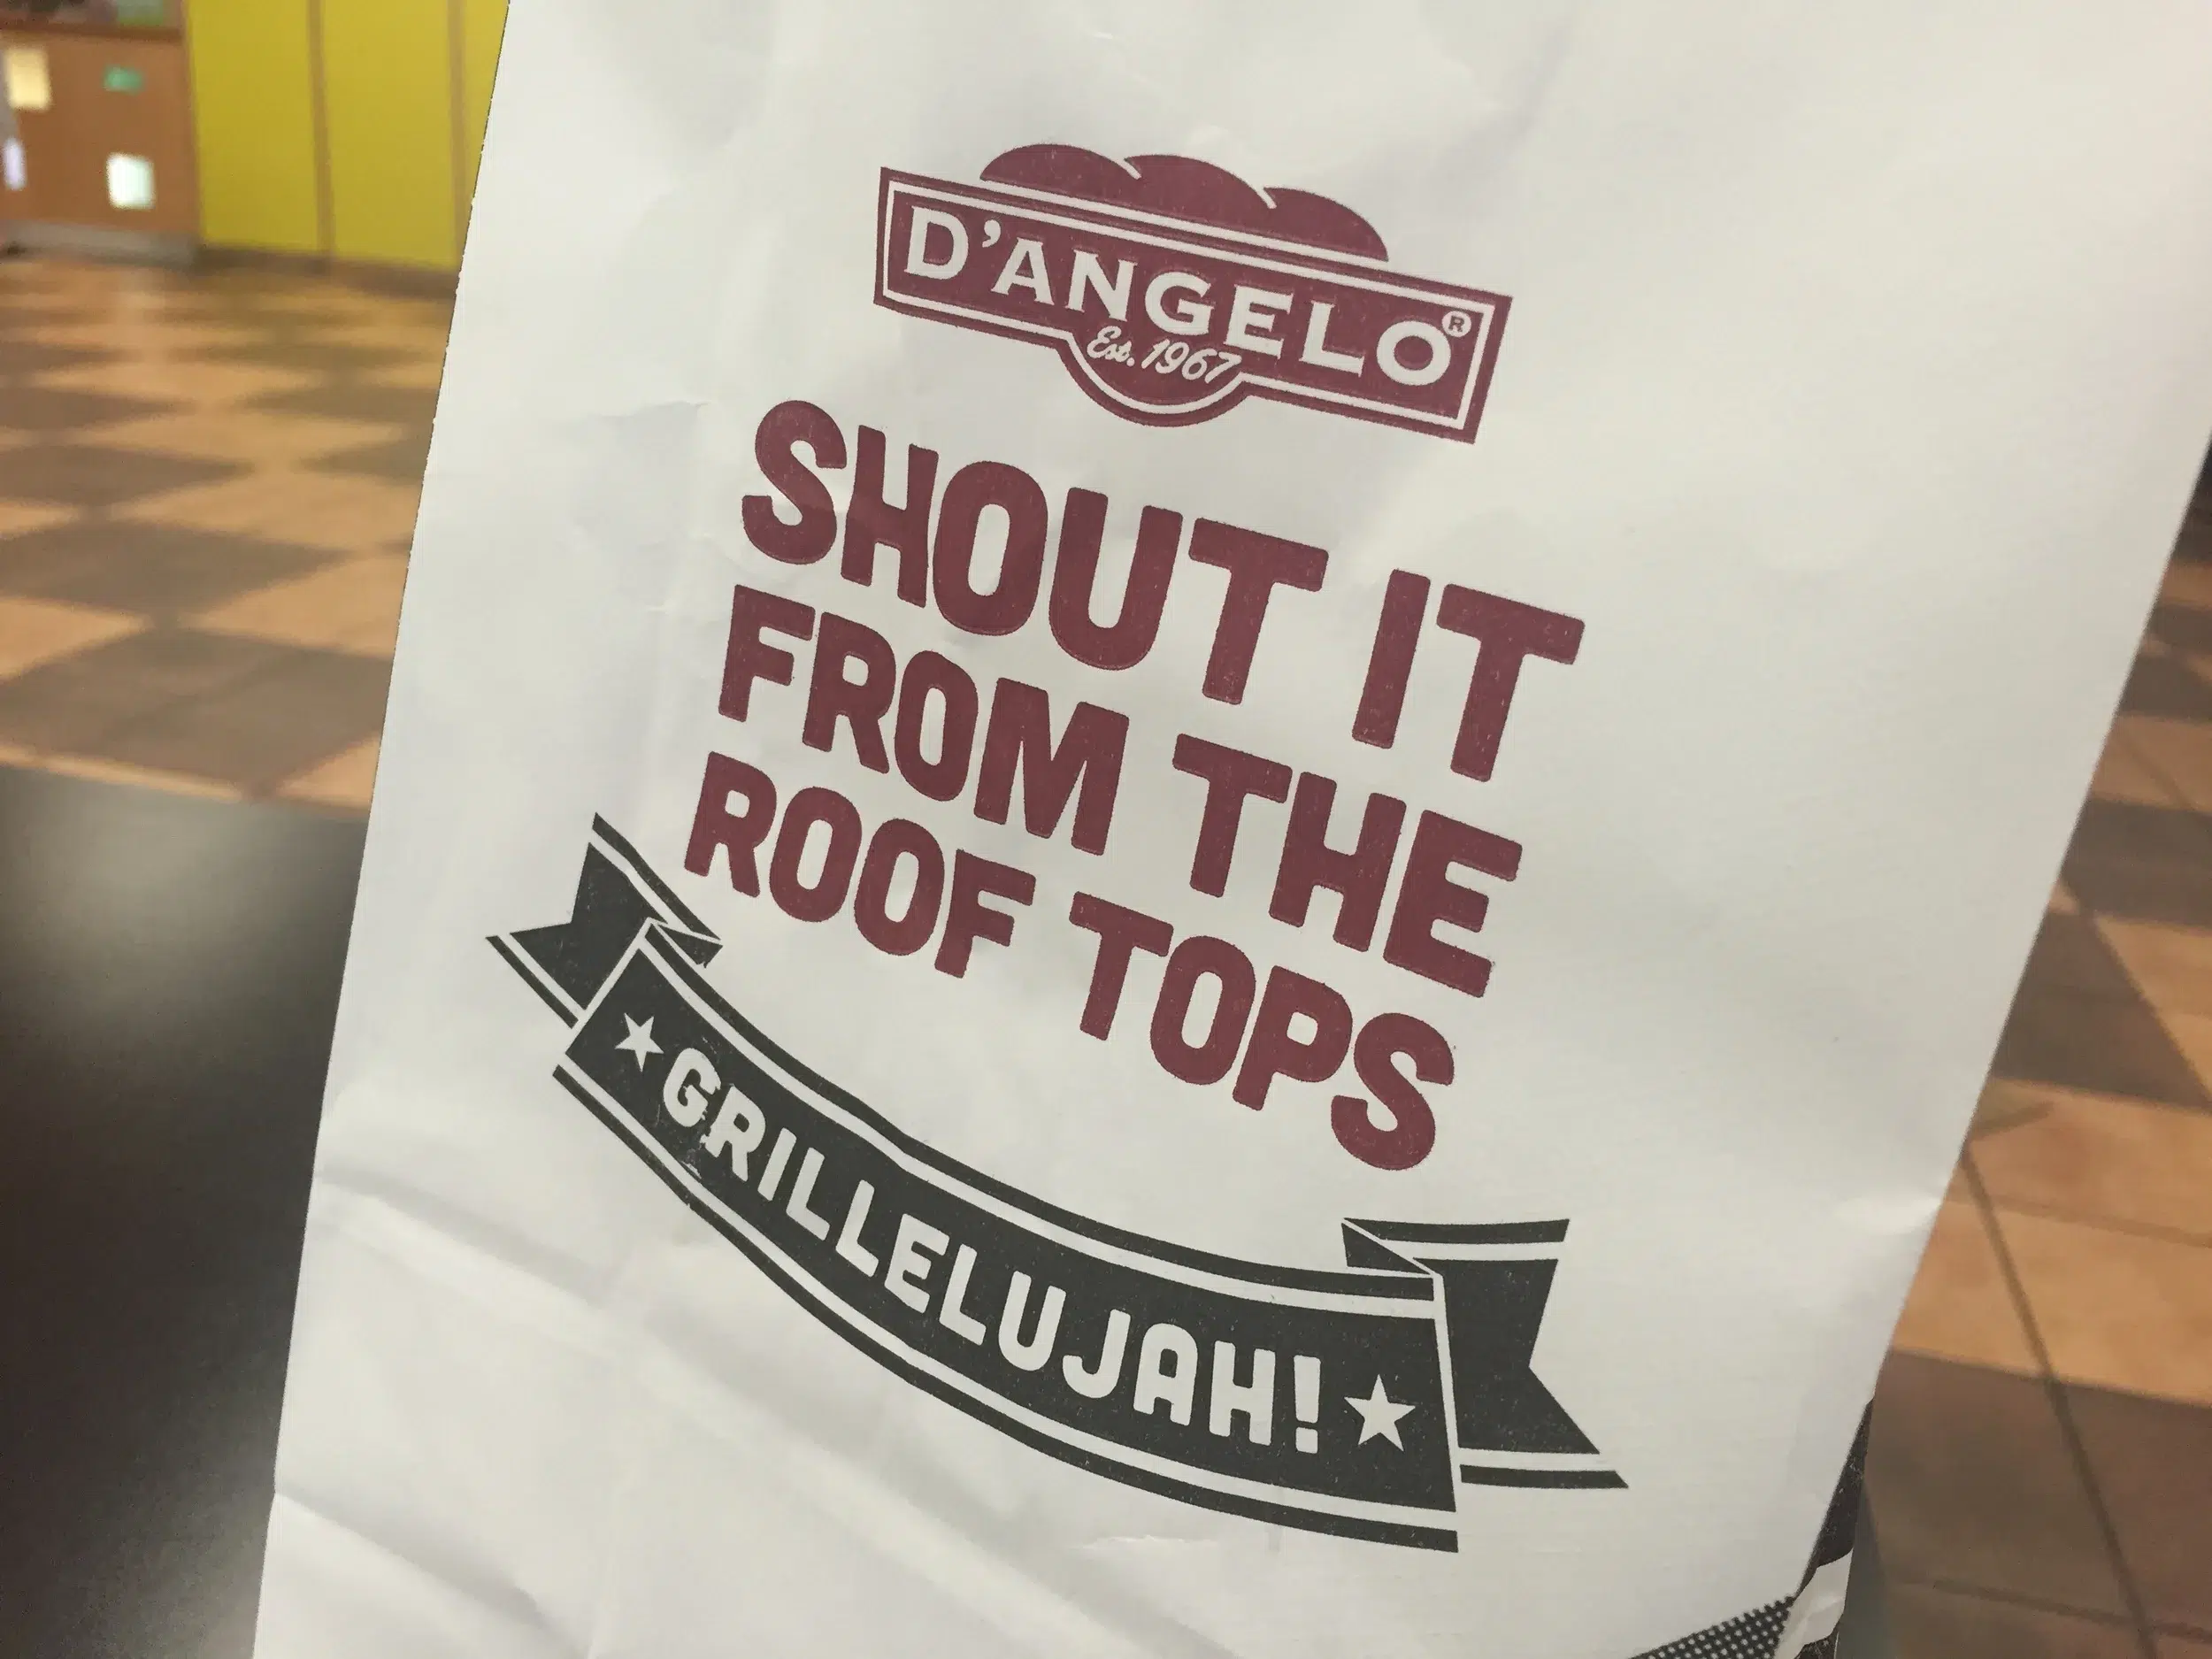 D'ANGELO®
Est. 1967
SHOUT IT
FROM THE
ROOF TOPS
★GRILLELUJAH!★